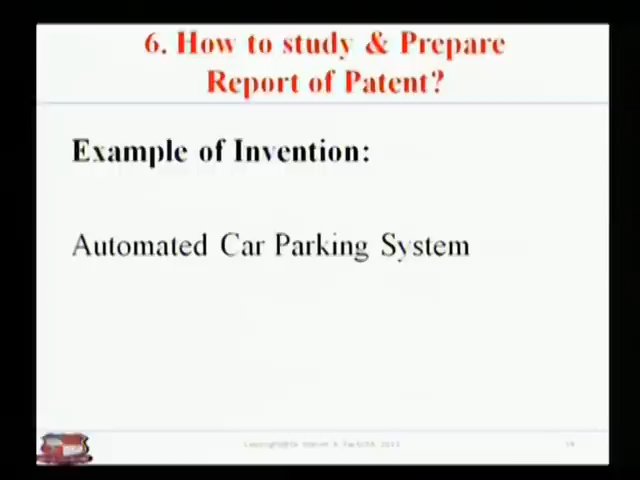 6. How to study & Prepare
Report of Patent?
Example of Invention:
Automated Car Parking System